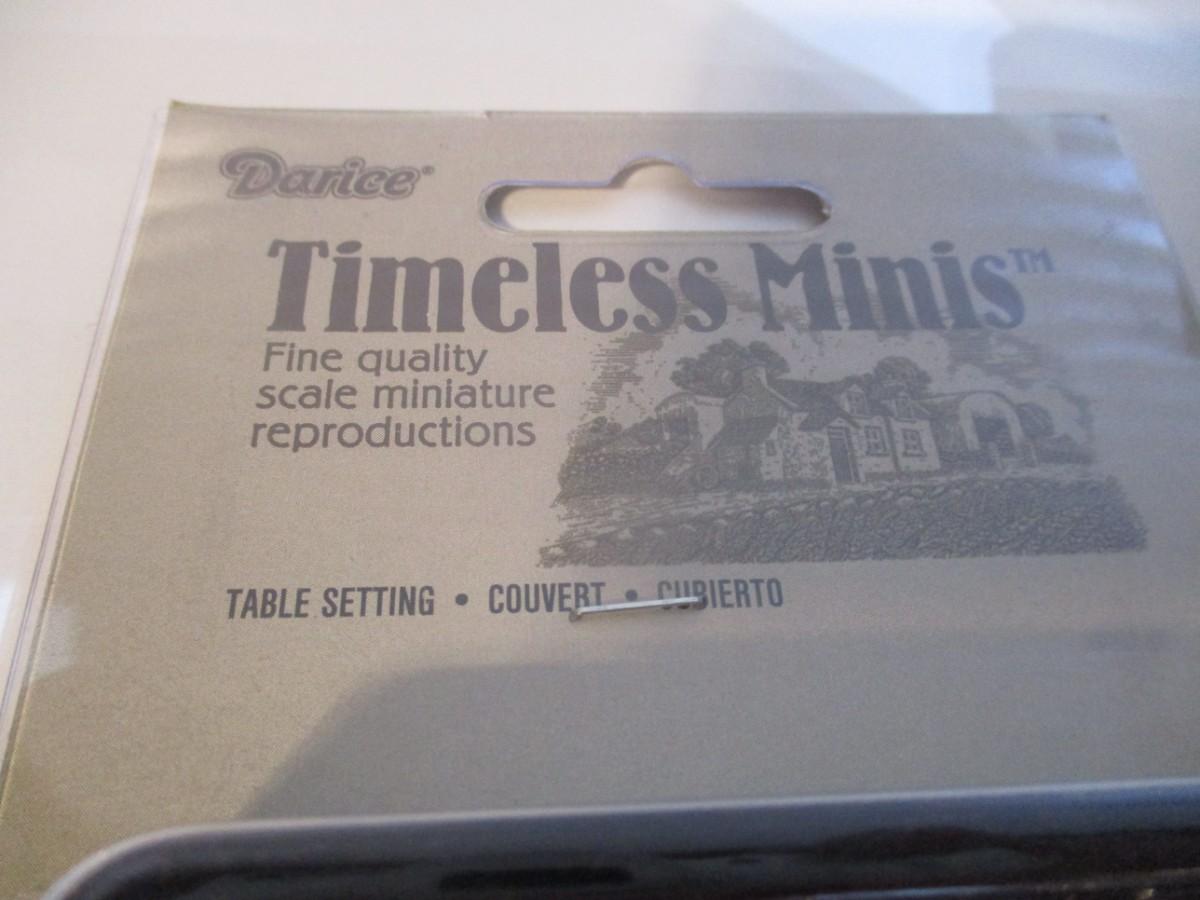 Darice®
Timeless Minis™
Fine quality
scale miniature
reproductions
TABLE SETTING • COUVERT • CUBIERTO